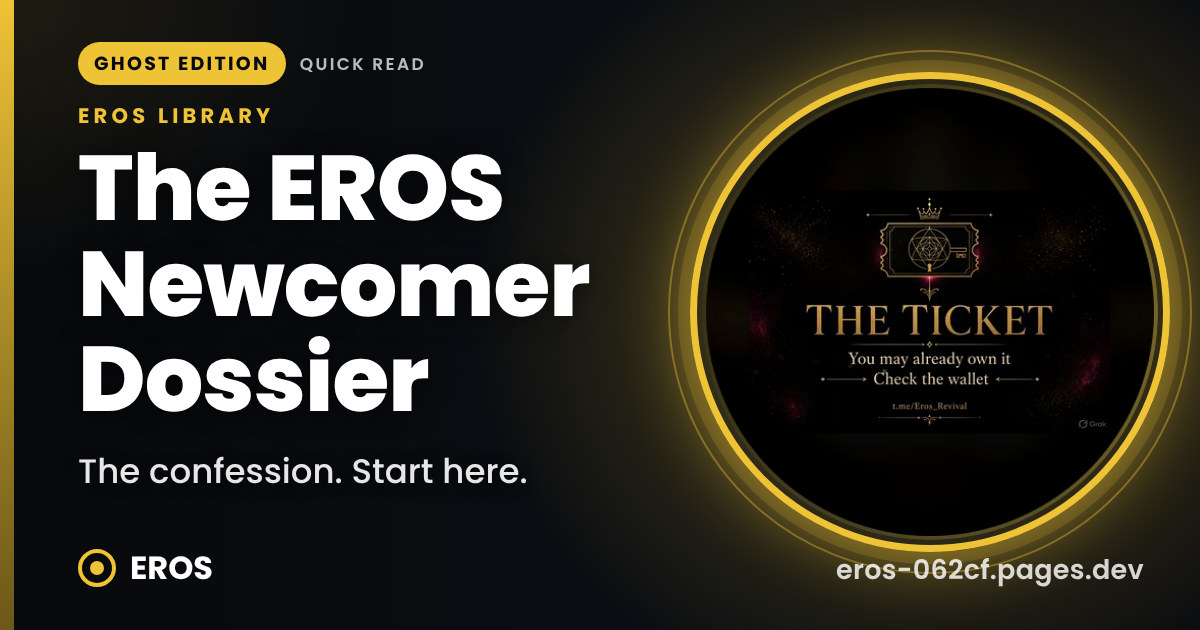 GHOST EDITION
QUICK READ
EROS LIBRARY
The EROS
Newcomer
Dossier
The confession. Start here.
EROS
THE TICKET
You may already own it
Check the wallet
t.me/Eros_Revival
Grok
eros-062cf.pages.dev